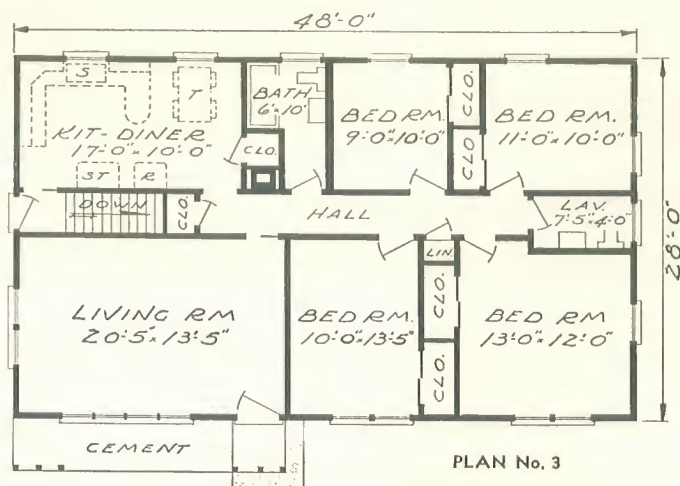 48'-0"
S
T
BATH
6'x10'
BED RM.
9'-0"x10'-0"
CLO.
BED RM.
11'-0"x10'-0"
KIT-DINER
17'-0"x10'-0"
CLO.
CLO
ST
R
DOWN
CLO.
HALL
LAV.
7'-5"x4'-0"
28'-0"
LIN.
LIVING RM
20'-5"x13'-5"
BED RM.
10'-0"x13'-5"
CLO.
BED RM
13'-0"x12'-0"
CLO.
CEMENT
PLAN No. 3